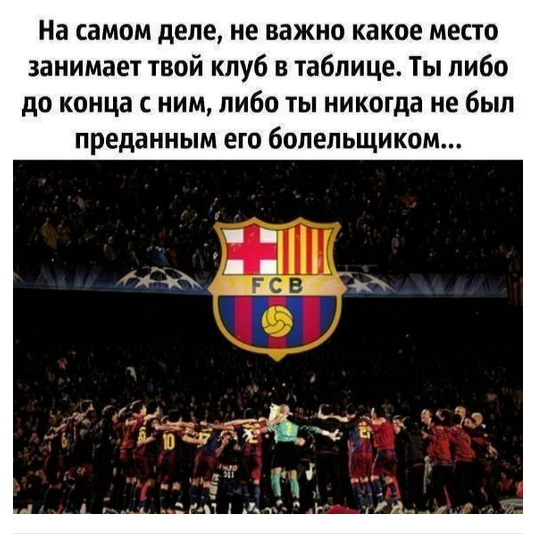 На самом деле, не важно какое место
занимает твой клуб в таблице. Ты либо
до конца с ним, либо ты никогда не был
преданным его болельщиком...
FCB
10